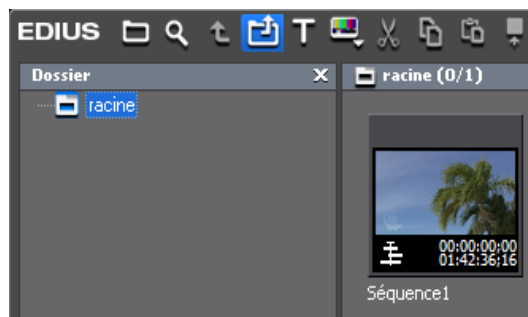 EDIUS
Dossier
racine
racine (0/1)
00:00:00;00
01:42:36;16
Séquence1